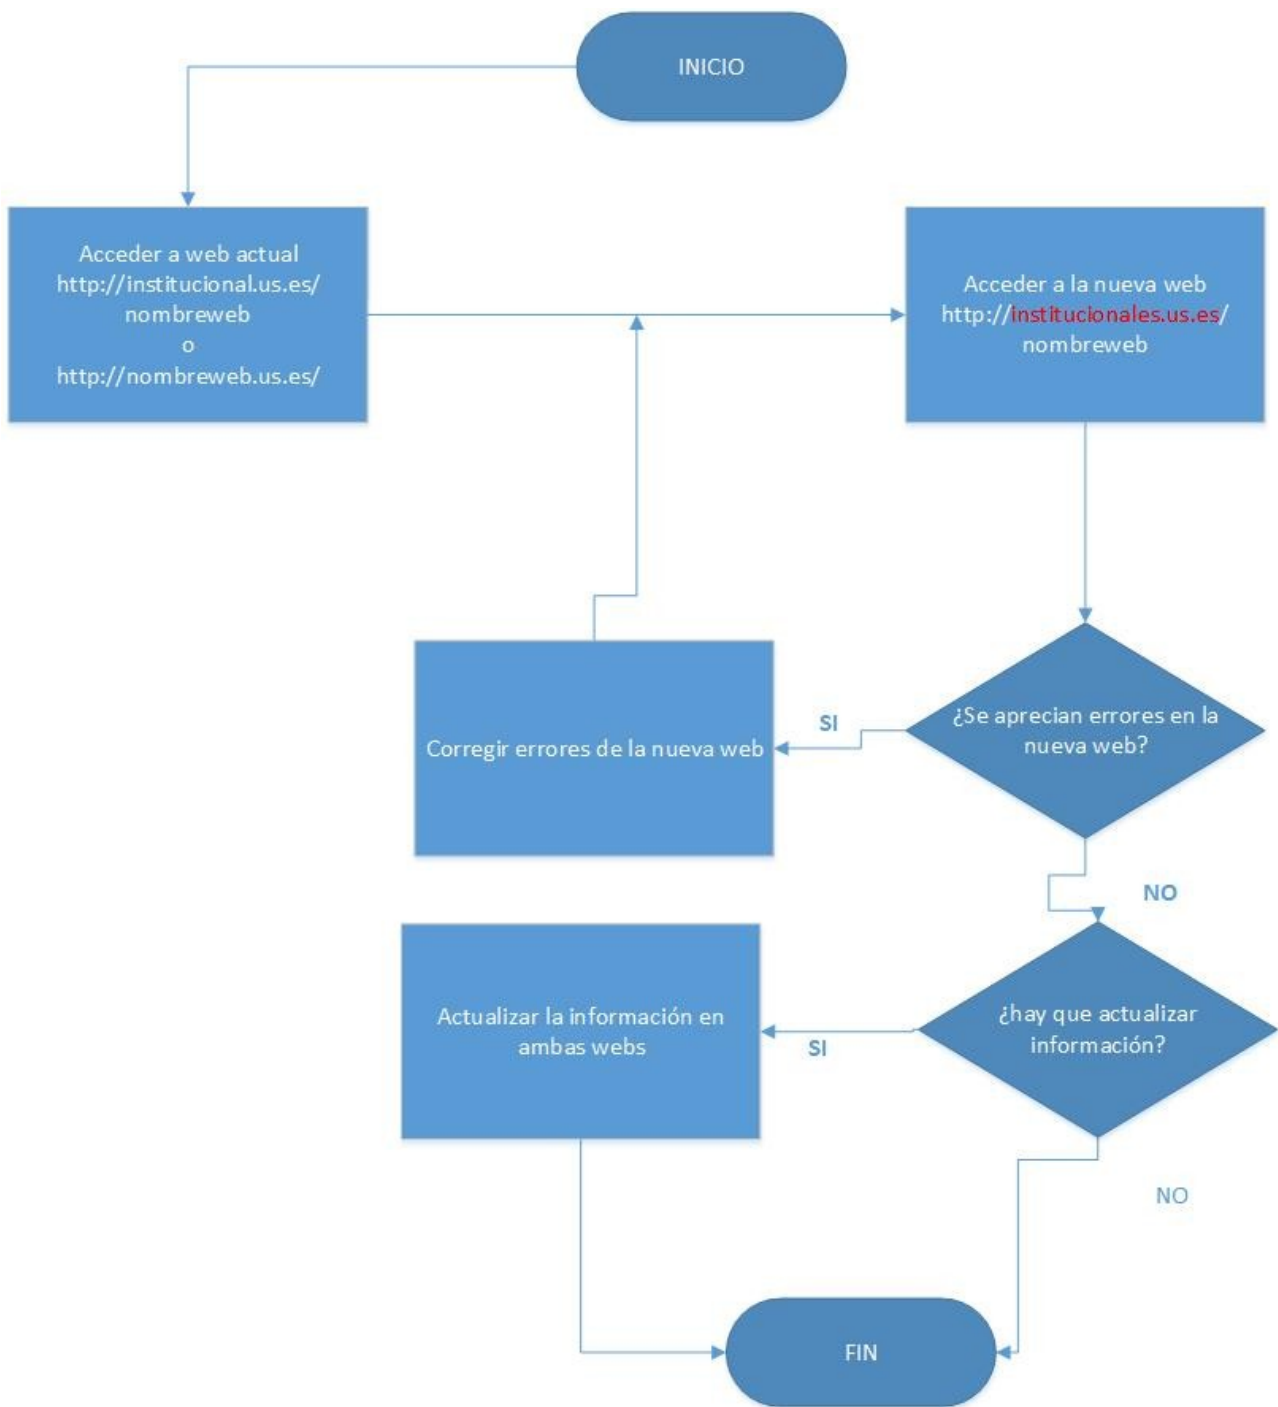 INICIO
Acceder a web actual
http://institucional.us.es/
nombreweb
o
http://nombreweb.us.es/
Acceder a la nueva web
http://institucionales.us.es/
nombreweb
¿Se aprecian errores en la
nueva web?
SI
Corregir errores de la nueva web
NO
¿hay que actualizar
información?
SI
Actualizar la información en
ambas webs
NO
FIN